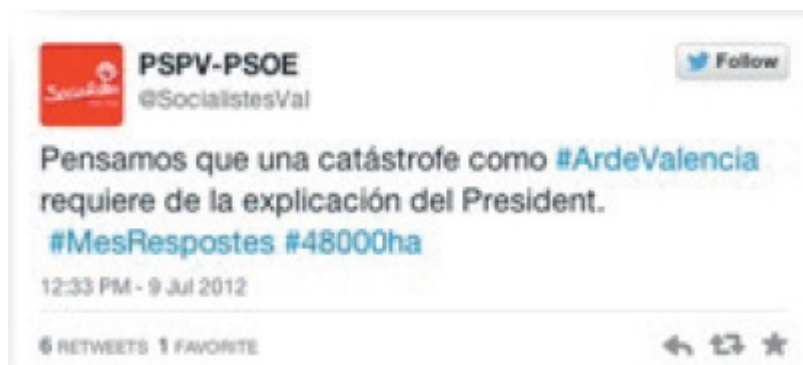 PSPV-PSOE
Follow
Socialistes
@SocialistesVal
Pensamos que una catástrofe como #ArdeValencia
requiere de la explicación del President.
#MesRespostes #48000ha
12:33 PM - 9 Jul 2012
6 RETWEETS 1 FAVORITE